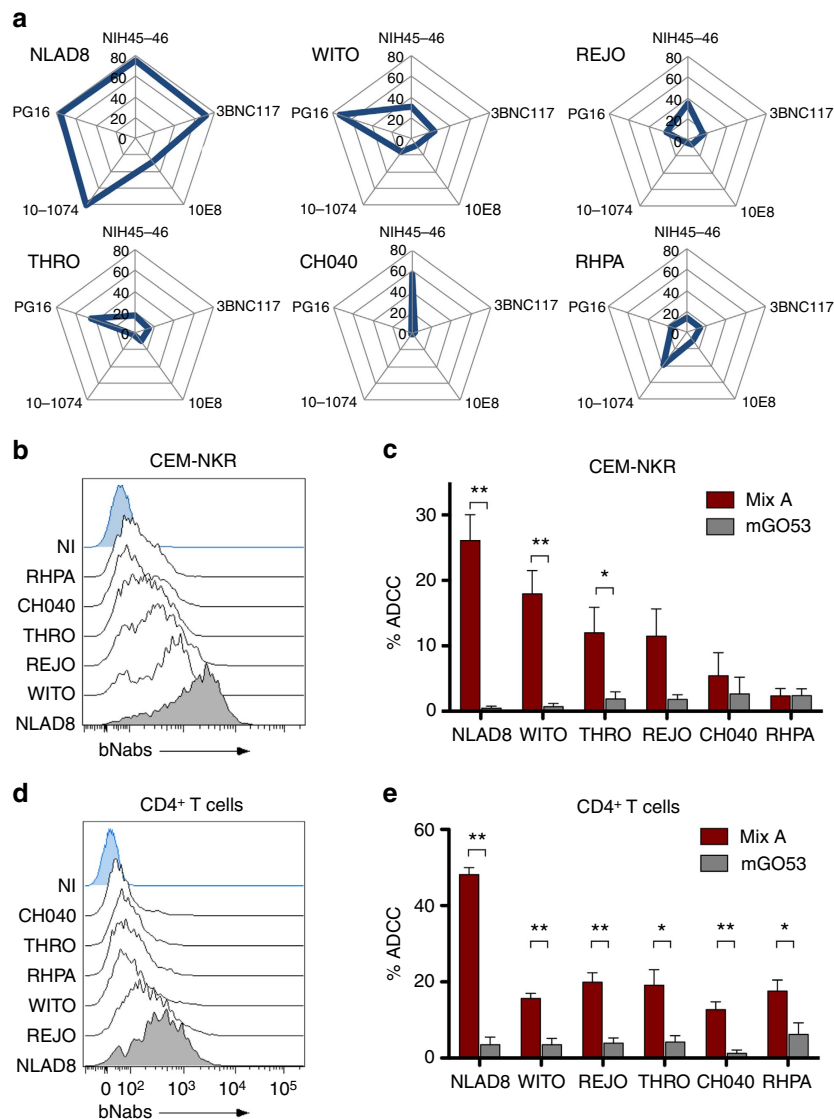 a
NLAD8
NIH45–46
80
60
40
20
0
PG16
3BNC117
10–1074
10E8
WITO
NIH45–46
80
60
40
20
0
PG16
3BNC117
10–1074
10E8
REJO
NIH45–46
80
60
40
20
0
PG16
3BNC117
10–1074
10E8
THRO
NIH45–46
80
60
40
20
0
PG16
3BNC117
10–1074
10E8
CH040
NIH45–46
80
60
40
20
0
PG16
3BNC117
10–1074
10E8
RHPA
NIH45–46
80
60
40
20
0
PG16
3BNC117
10–1074
10E8
b
CEM-NKR
NI
RHPA
CH040
THRO
REJO
WITO
NLAD8
0 10² 10³ 10⁴ 10⁵
bNabs
c
CEM-NKR
Mix A
mGO53
% ADCC
30
20
10
0
** ** *
NLAD8 WITO THRO REJO CH040 RHPA
d
CD4⁺ T cells
NI
CH040
THRO
RHPA
WITO
REJO
NLAD8
0 10² 10³ 10⁴ 10⁵
bNabs
e
CD4⁺ T cells
Mix A
mGO53
% ADCC
60
40
20
0
** ** ** * ** *
NLAD8 WITO REJO THRO CH040 RHPA